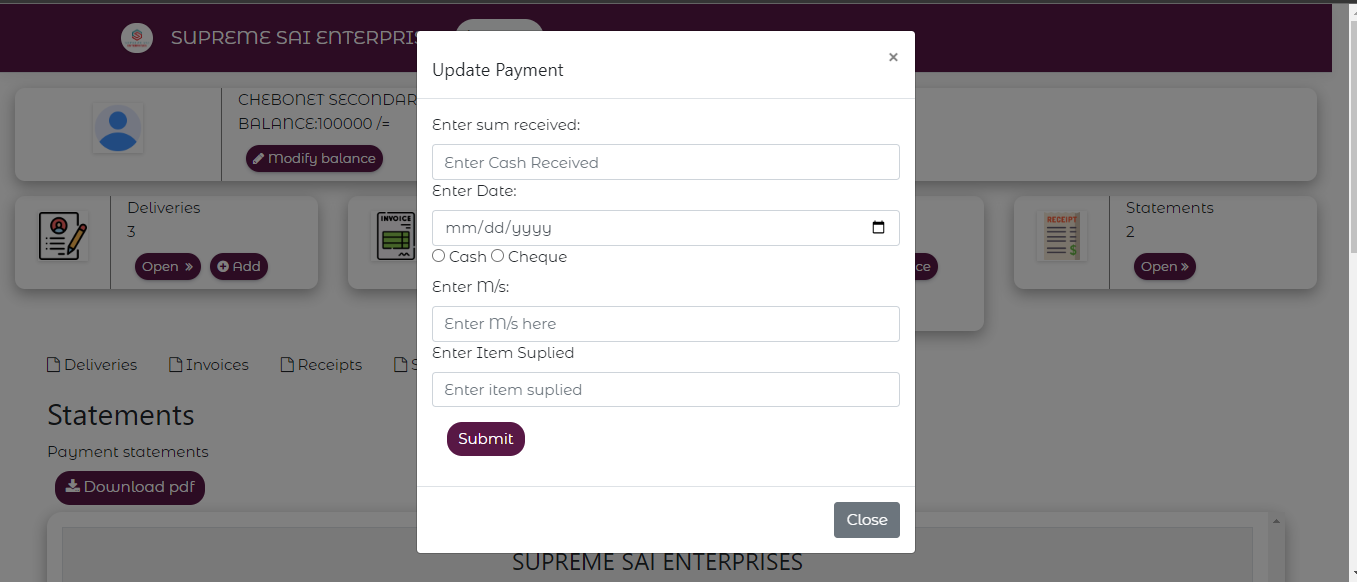 SUPREME SAI ENTERPRIS
Update Payment
×
CHEBONET SECONDAR
BALANCE:100000 /=
Modify balance
Enter sum received:
Enter Cash Received
Enter Date:
mm/dd/yyyy
Cash Cheque
Enter M/s:
Enter M/s here
Enter Item Suplied
Enter item suplied
Submit
Close
Deliveries
3
Open »
Add
INVOICE
ce
RECEIPT
Statements
2
Open »
Deliveries Invoices Receipts S
Statements
Payment statements
Download pdf
SUPREME SAI ENTERPRISES